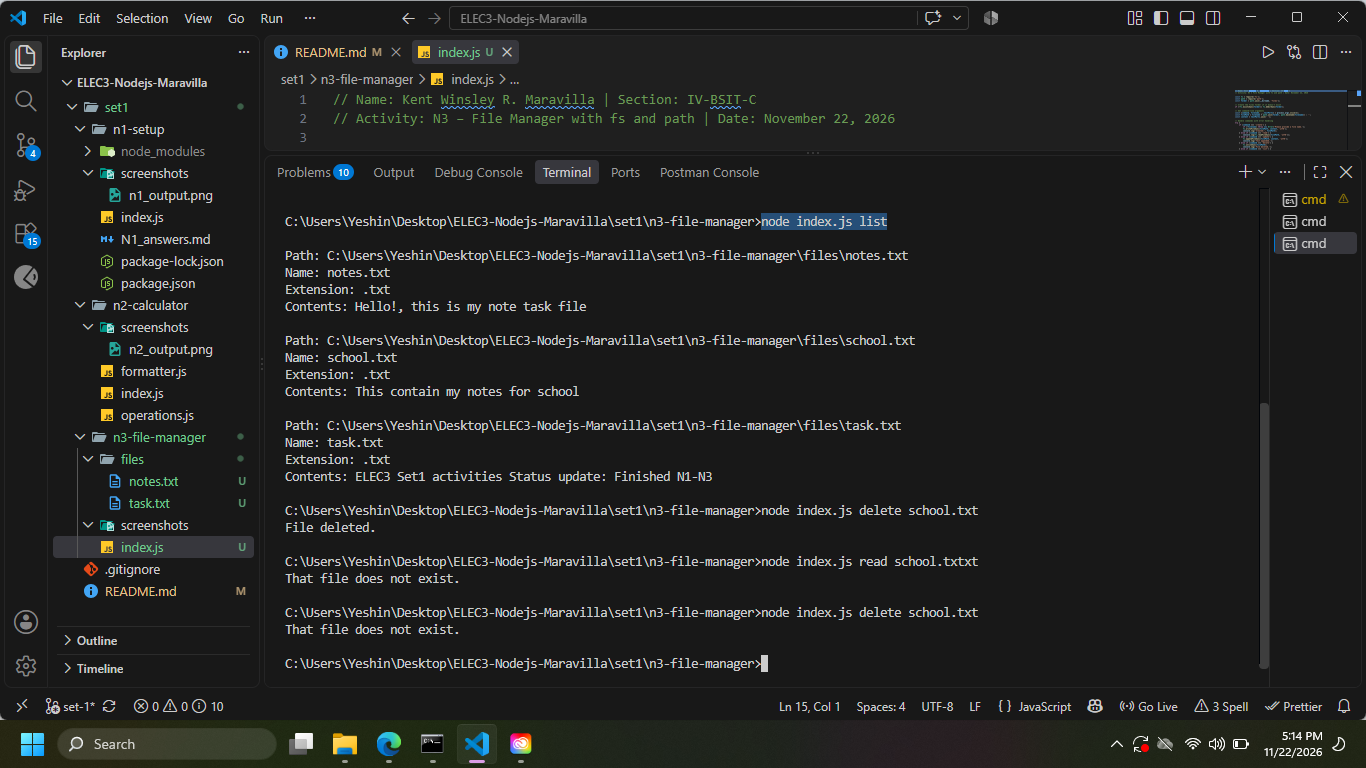 File Edit Selection View Go Run ··· ELEC3-Nodejs-Maravilla
Explorer ···
ELEC3-Nodejs-Maravilla
set1
n1-setup
node_modules
screenshots
n1_output.png
index.js
N1_answers.md
package-lock.json
package.json
n2-calculator
screenshots
n2_output.png
formatter.js
index.js
operations.js
n3-file-manager
files
notes.txt U
task.txt U
screenshots
index.js U
.gitignore
README.md M
Outline
Timeline
4
15
README.md M index.js U
set1 > n3-file-manager > index.js > ...
1 // Name: Kent Winsley R. Maravilla | Section: IV-BSIT-C
2 // Activity: N3 – File Manager with fs and path | Date: November 22, 2026
3
Problems 10 Output Debug Console Terminal Ports Postman Console
cmd
cmd
cmd
C:\Users\Yeshin\Desktop\ELEC3-Nodejs-Maravilla\set1\n3-file-manager>node index.js list
Path: C:\Users\Yeshin\Desktop\ELEC3-Nodejs-Maravilla\set1\n3-file-manager\files\notes.txt
Name: notes.txt
Extension: .txt
Contents: Hello!, this is my note task file
Path: C:\Users\Yeshin\Desktop\ELEC3-Nodejs-Maravilla\set1\n3-file-manager\files\school.txt
Name: school.txt
Extension: .txt
Contents: This contain my notes for school
Path: C:\Users\Yeshin\Desktop\ELEC3-Nodejs-Maravilla\set1\n3-file-manager\files\task.txt
Name: task.txt
Extension: .txt
Contents: ELEC3 Set1 activities Status update: Finished N1-N3
C:\Users\Yeshin\Desktop\ELEC3-Nodejs-Maravilla\set1\n3-file-manager>node index.js delete school.txt
File deleted.
C:\Users\Yeshin\Desktop\ELEC3-Nodejs-Maravilla\set1\n3-file-manager>node index.js read school.txtxt
That file does not exist.
C:\Users\Yeshin\Desktop\ELEC3-Nodejs-Maravilla\set1\n3-file-manager>node index.js delete school.txt
That file does not exist.
C:\Users\Yeshin\Desktop\ELEC3-Nodejs-Maravilla\set1\n3-file-manager>
set-1* 0 0 10 Ln 15, Col 1 Spaces: 4 UTF-8 LF { } JavaScript Go Live 3 Spell Prettier
Search
5:14 PM
11/22/2026